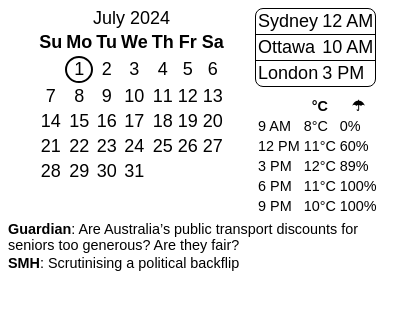 July 2024
Su Mo Tu We Th Fr Sa
1 2 3 4 5 6
7 8 9 10 11 12 13
14 15 16 17 18 19 20
21 22 23 24 25 26 27
28 29 30 31
Sydney 12 AM
Ottawa 10 AM
London 3 PM
°C ☂
9 AM 8°C 0%
12 PM 11°C 60%
3 PM 12°C 89%
6 PM 11°C 100%
9 PM 10°C 100%
Guardian: Are Australia’s public transport discounts for
seniors too generous? Are they fair?
SMH: Scrutinising a political backflip